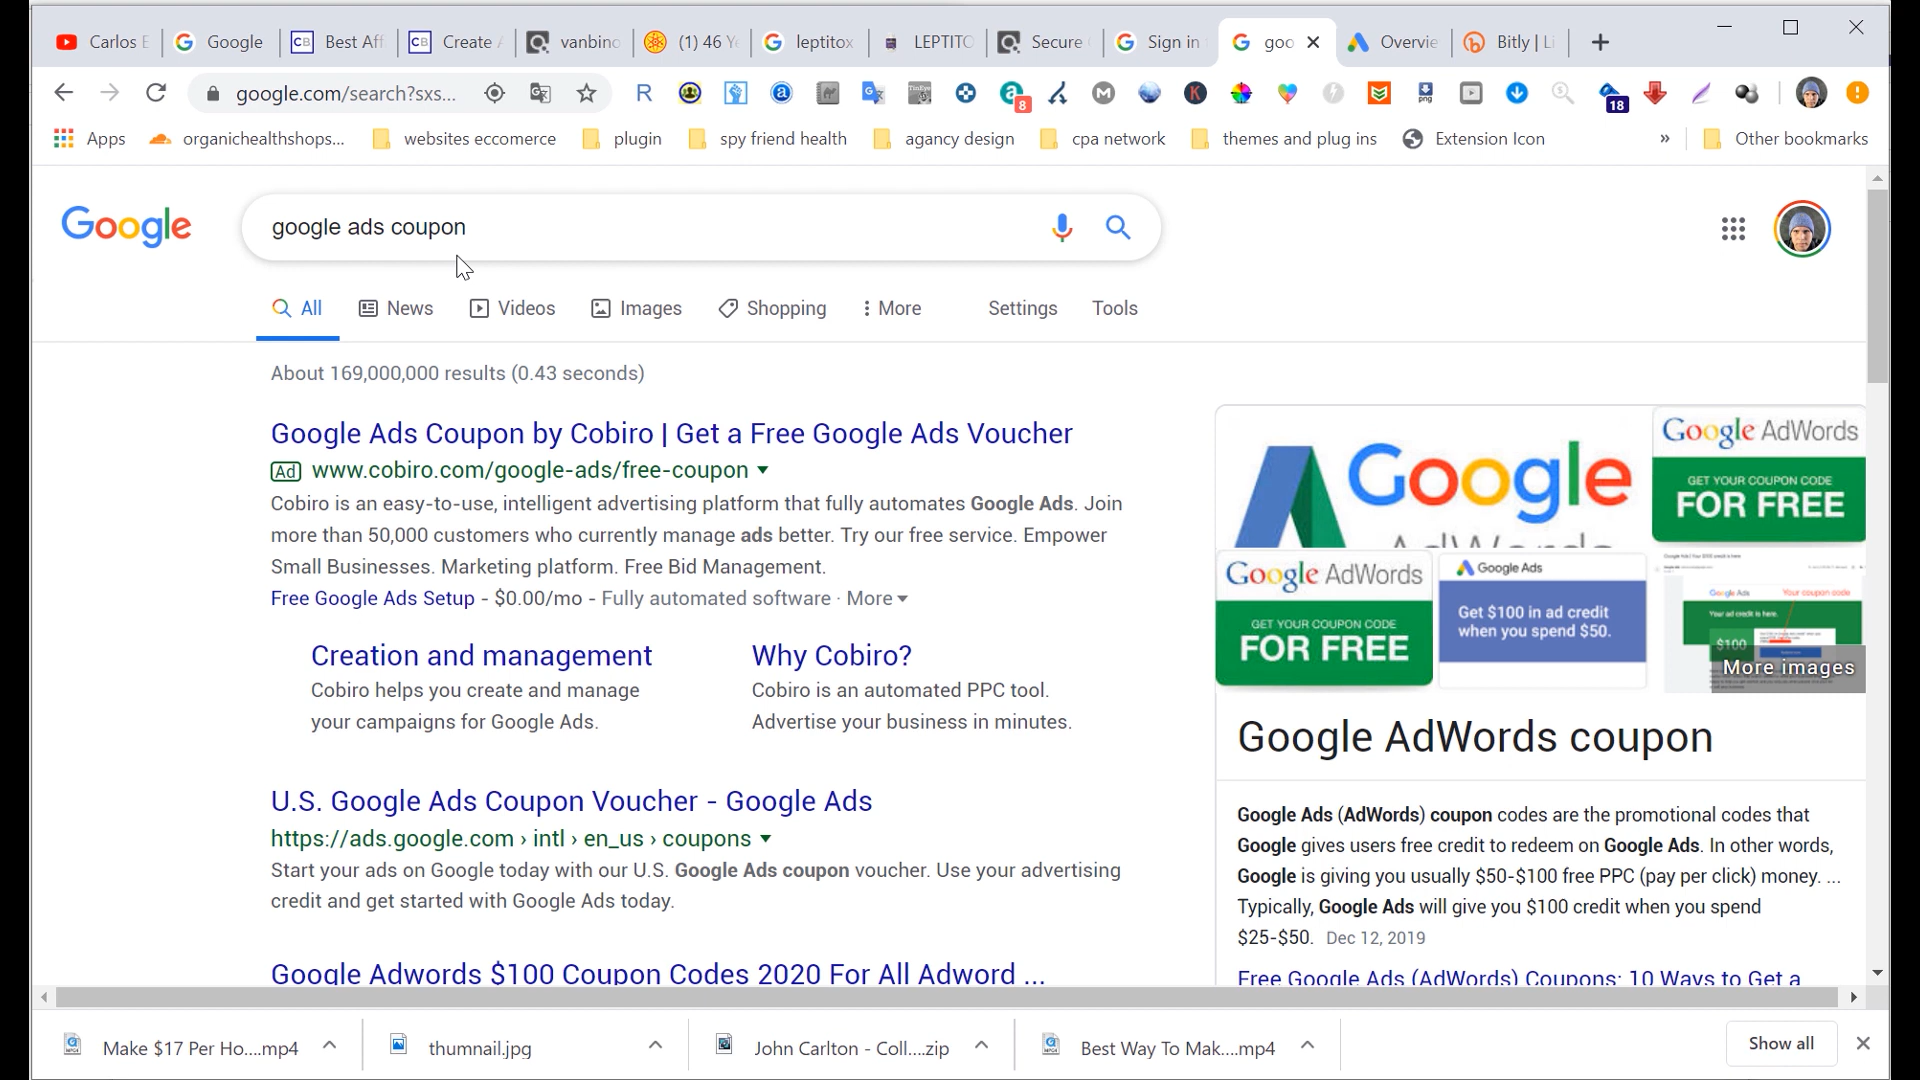 Carlos E
Google
CB Best Aff
CB Create A
vanbino
(1) 46 Y
leptitox
LEPTITO
Secure
Sign in
goo
Overvie
Bitly | Li
google.com/search?sxs...
R
8
M
K
18
Apps
organichealthshops...
websites eccomerce
plugin
spy friend health
agancy design
cpa network
themes and plug ins
Extension Icon
»
Other bookmarks
Google
google ads coupon
All
News
Videos
Images
Shopping
More
Settings
Tools
About 169,000,000 results (0.43 seconds)
Google Ads Coupon by Cobiro | Get a Free Google Ads Voucher
Ad www.cobiro.com/google-ads/free-coupon
Cobiro is an easy-to-use, intelligent advertising platform that fully automates Google Ads. Join
more than 50,000 customers who currently manage ads better. Try our free service. Empower
Small Businesses. Marketing platform. Free Bid Management.
Free Google Ads Setup - $0.00/mo - Fully automated software · More
Creation and management
Cobiro helps you create and manage
your campaigns for Google Ads.
Why Cobiro?
Cobiro is an automated PPC tool.
Advertise your business in minutes.
U.S. Google Ads Coupon Voucher - Google Ads
https://ads.google.com › intl › en_us › coupons
Start your ads on Google today with our U.S. Google Ads coupon voucher. Use your advertising
credit and get started with Google Ads today.
Google Adwords $100 Coupon Codes 2020 For All Adword ...
Google
AdWords
Google AdWords
GET YOUR COUPON CODE
FOR FREE
Google AdWords
GET YOUR COUPON CODE
FOR FREE
Google Ads
Get $100 in ad credit
when you spend $50.
Google Ads
Your coupon code
Your ad credit is here.
$100
More images
Google AdWords coupon
Google Ads (AdWords) coupon codes are the promotional codes that
Google gives users free credit to redeem on Google Ads. In other words,
Google is giving you usually $50-$100 free PPC (pay per click) money. ...
Typically, Google Ads will give you $100 credit when you spend
$25-$50. Dec 12, 2019
Free Google Ads (AdWords) Coupons: 10 Ways to Get a
Make $17 Per Ho....mp4
thumnail.jpg
John Carlton - Coll....zip
Best Way To Mak....mp4
Show all